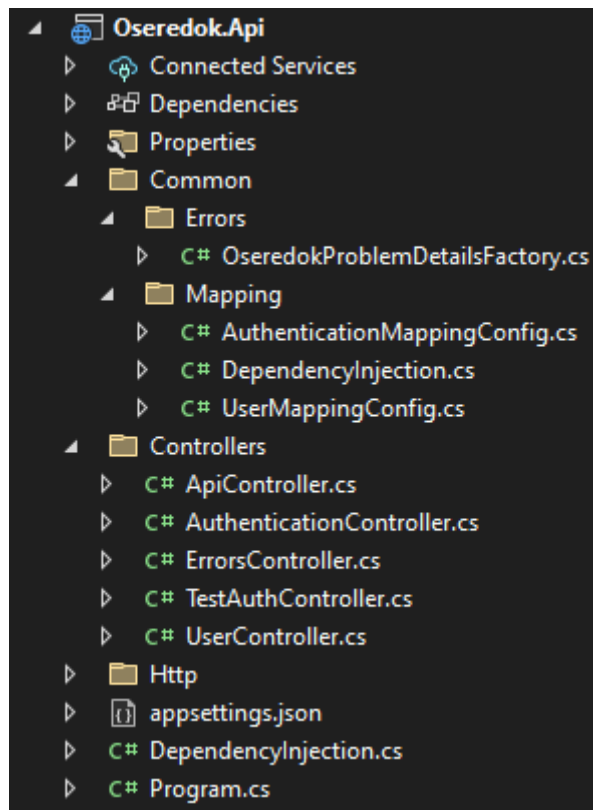 Oseredok.Api
Connected Services
Dependencies
Properties
Common
Errors
C# OseredokProblemDetailsFactory.cs
Mapping
C# AuthenticationMappingConfig.cs
C# DependencyInjection.cs
C# UserMappingConfig.cs
Controllers
C# ApiController.cs
C# AuthenticationController.cs
C# ErrorsController.cs
C# TestAuthController.cs
C# UserController.cs
Http
appsettings.json
C# DependencyInjection.cs
C# Program.cs